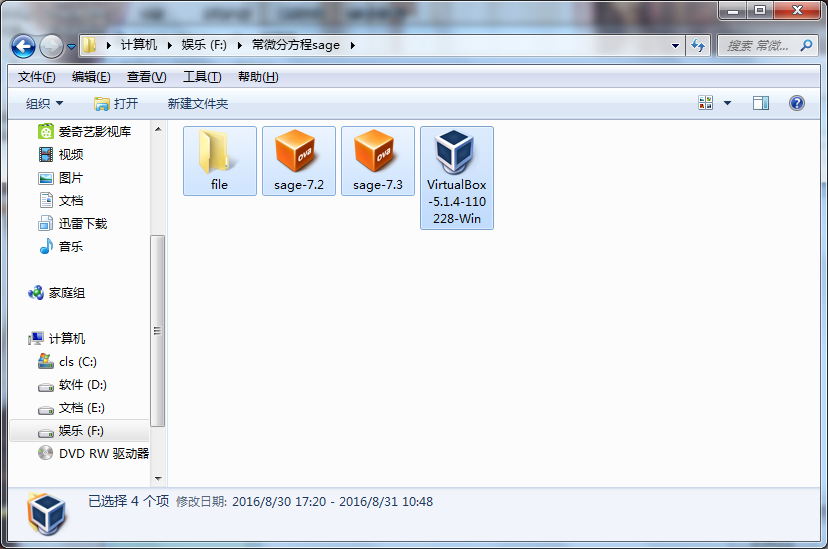 计算机 娱乐 (F:) 常微分方程sage
搜索 常微...
文件(F) 编辑(E) 查看(V) 工具(T) 帮助(H)
组织 打开 新建文件夹
爱奇艺影视库
视频
图片
文档
迅雷下载
音乐
家庭组
计算机
cls (C:)
软件 (D:)
文档 (E:)
娱乐 (F:)
DVD RW 驱动器
file
ova
sage-7.2
ova
sage-7.3
VirtualBox
-5.1.4-110
228-Win
已选择 4 个项 修改日期: 2016/8/30 17:20 - 2016/8/31 10:48